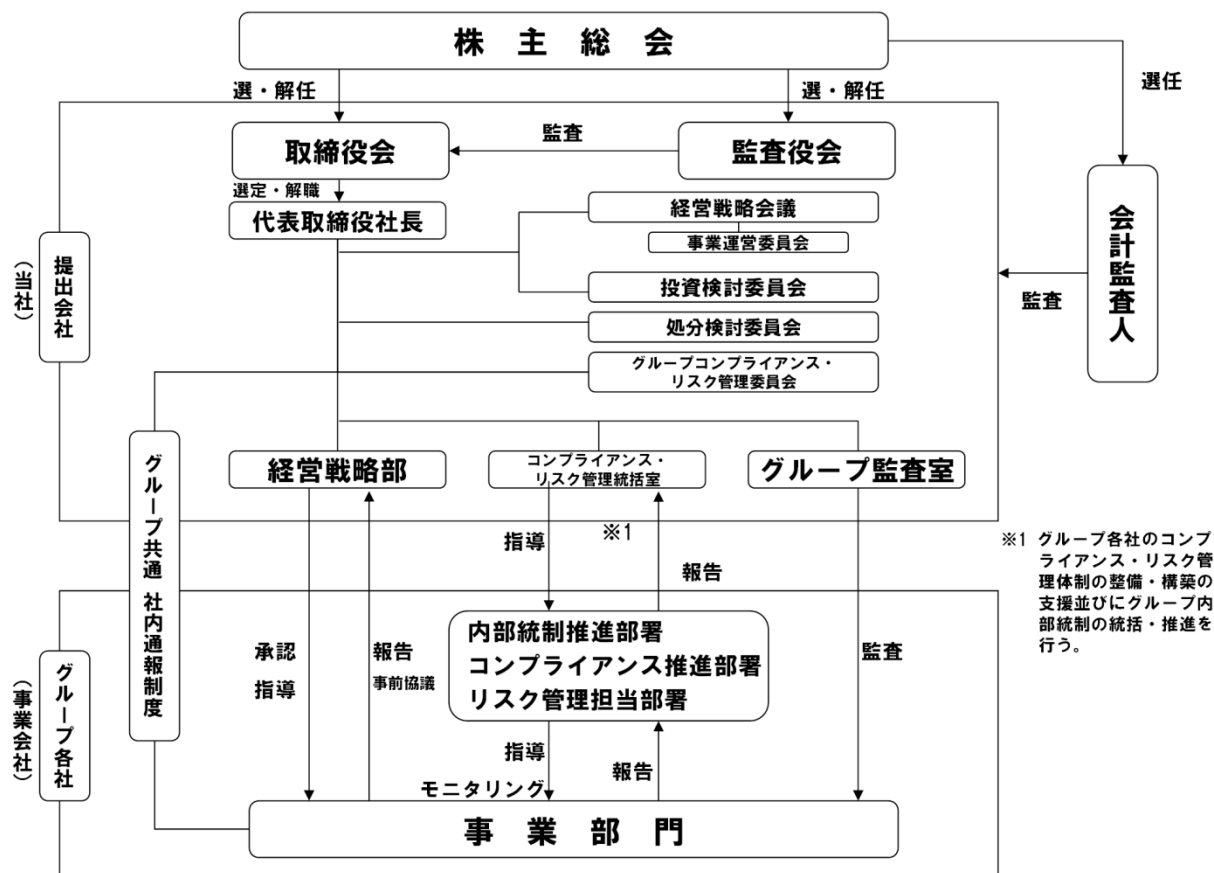 株主総会
選・解任
選・解任
選任
取締役会
監査
監査役会
選定・解職
代表取締役社長
経営戦略会議
事業運営委員会
投資検討委員会
処分検討委員会
グループコンプライアンス・
リスク管理委員会
会計監査人
監査
提出会社
（当社）
グループ共通 社内通報制度
経営戦略部
コンプライアンス・
リスク管理統括室
グループ監査室
指導
※1
報告
※1 グループ各社のコンプ
ライアンス・リスク管
理体制の整備・構築の
支援並びにグループ内
部統制の統括・推進を
行う。
グループ各社
（事業会社）
承認
指導
報告
事前協議
内部統制推進部署
コンプライアンス推進部署
リスク管理担当部署
監査
指導
モニタリング
報告
事業部門